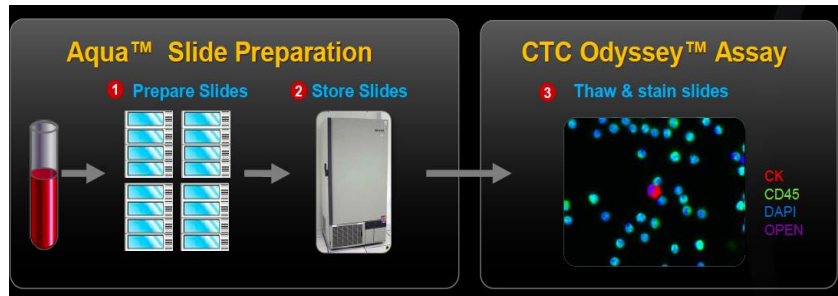 Aqua™ Slide Preparation
1 Prepare Slides
2 Store Slides
CTC Odyssey™ Assay
3 Thaw & stain slides
CK
CD45
DAPI
OPEN